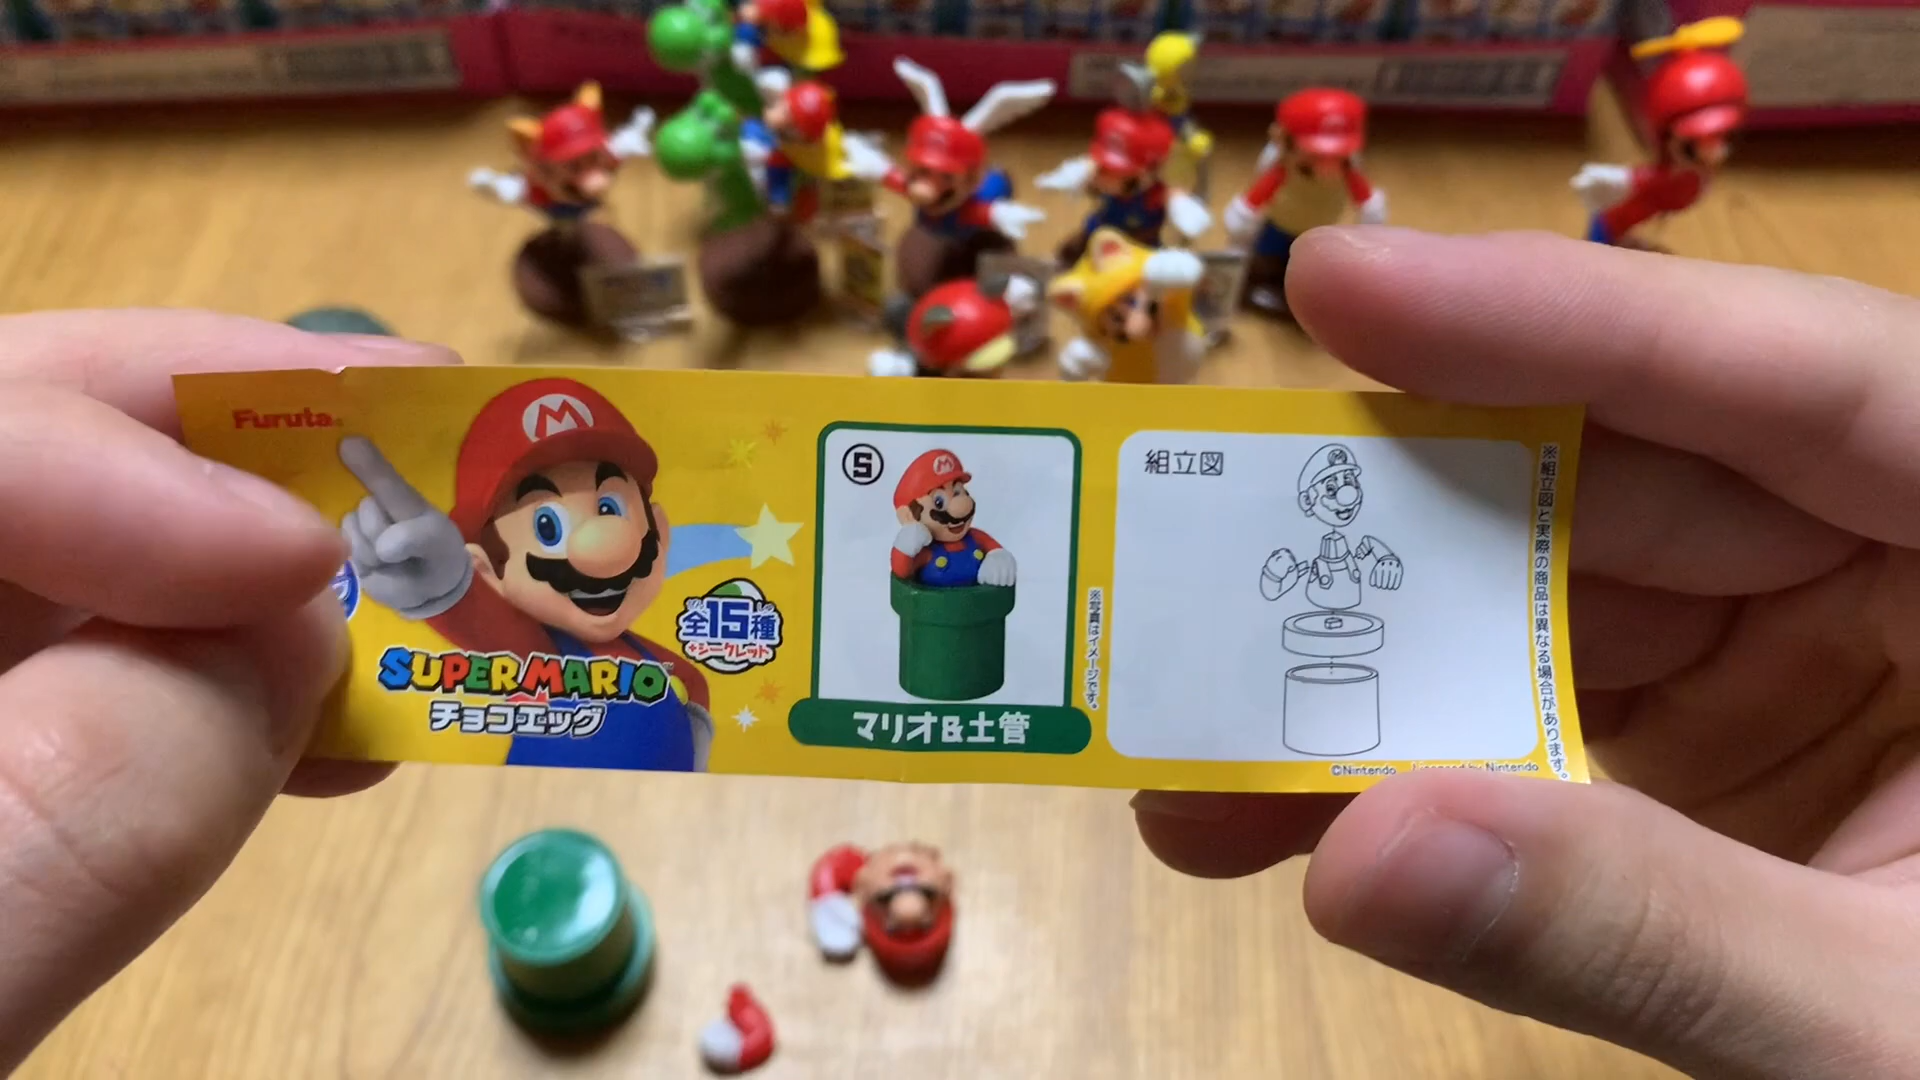 Furuta
M
全15種
+シークレット
SUPER MARIO
チョコエッグ
⑤
M
マリオ&土管
※写真はイメージです。
組立図
M
※組立図と実際の商品は異なる場合があります。
©Nintendo Licensed by Nintendo